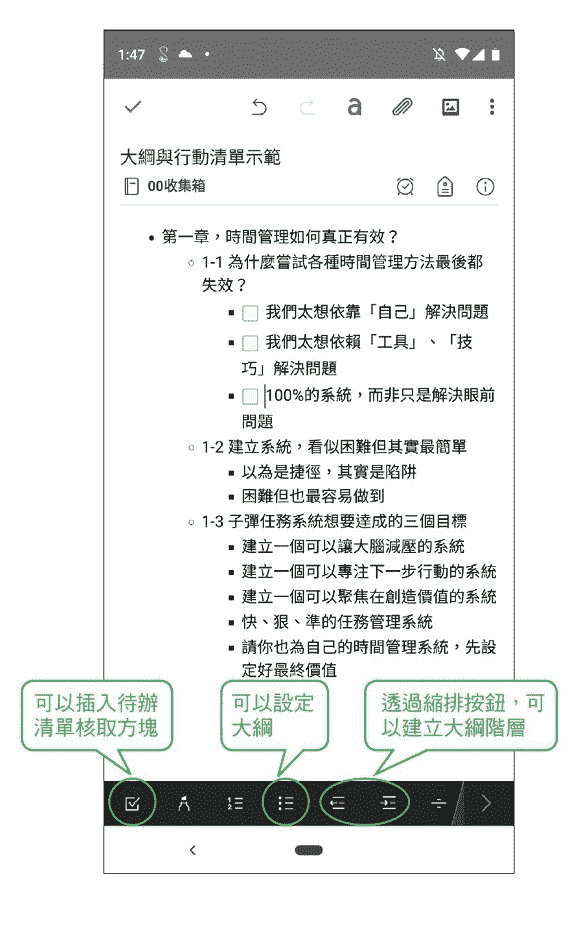 1:47
a
大綱與行動清單示範
00收集箱
• 第一章，時間管理如何真正有效？
○ 1-1 為什麼嘗試各種時間管理方法最後都
失效？
▪ 我們太想依靠「自己」解決問題
▪ 我們太想依賴「工具」、「技
巧」解決問題
▪ 100%的系統，而非只是解決眼前
問題
○ 1-2 建立系統，看似困難但其實最簡單
▪ 以為是捷徑，其實是陷阱
▪ 困難但也最容易做到
○ 1-3 子彈任務系統想要達成的三個目標
▪ 建立一個可以讓大腦減壓的系統
▪ 建立一個可以專注下一步行動的系統
▪ 建立一個可以聚焦在創造價值的系統
▪ 快、狠、準的任務管理系統
▪ 請你也為自己的時間管理系統，先設
定好最終價值
可以插入待辦
清單核取方塊
可以設定
大綱
透過縮排按鈕，可
以建立大綱階層